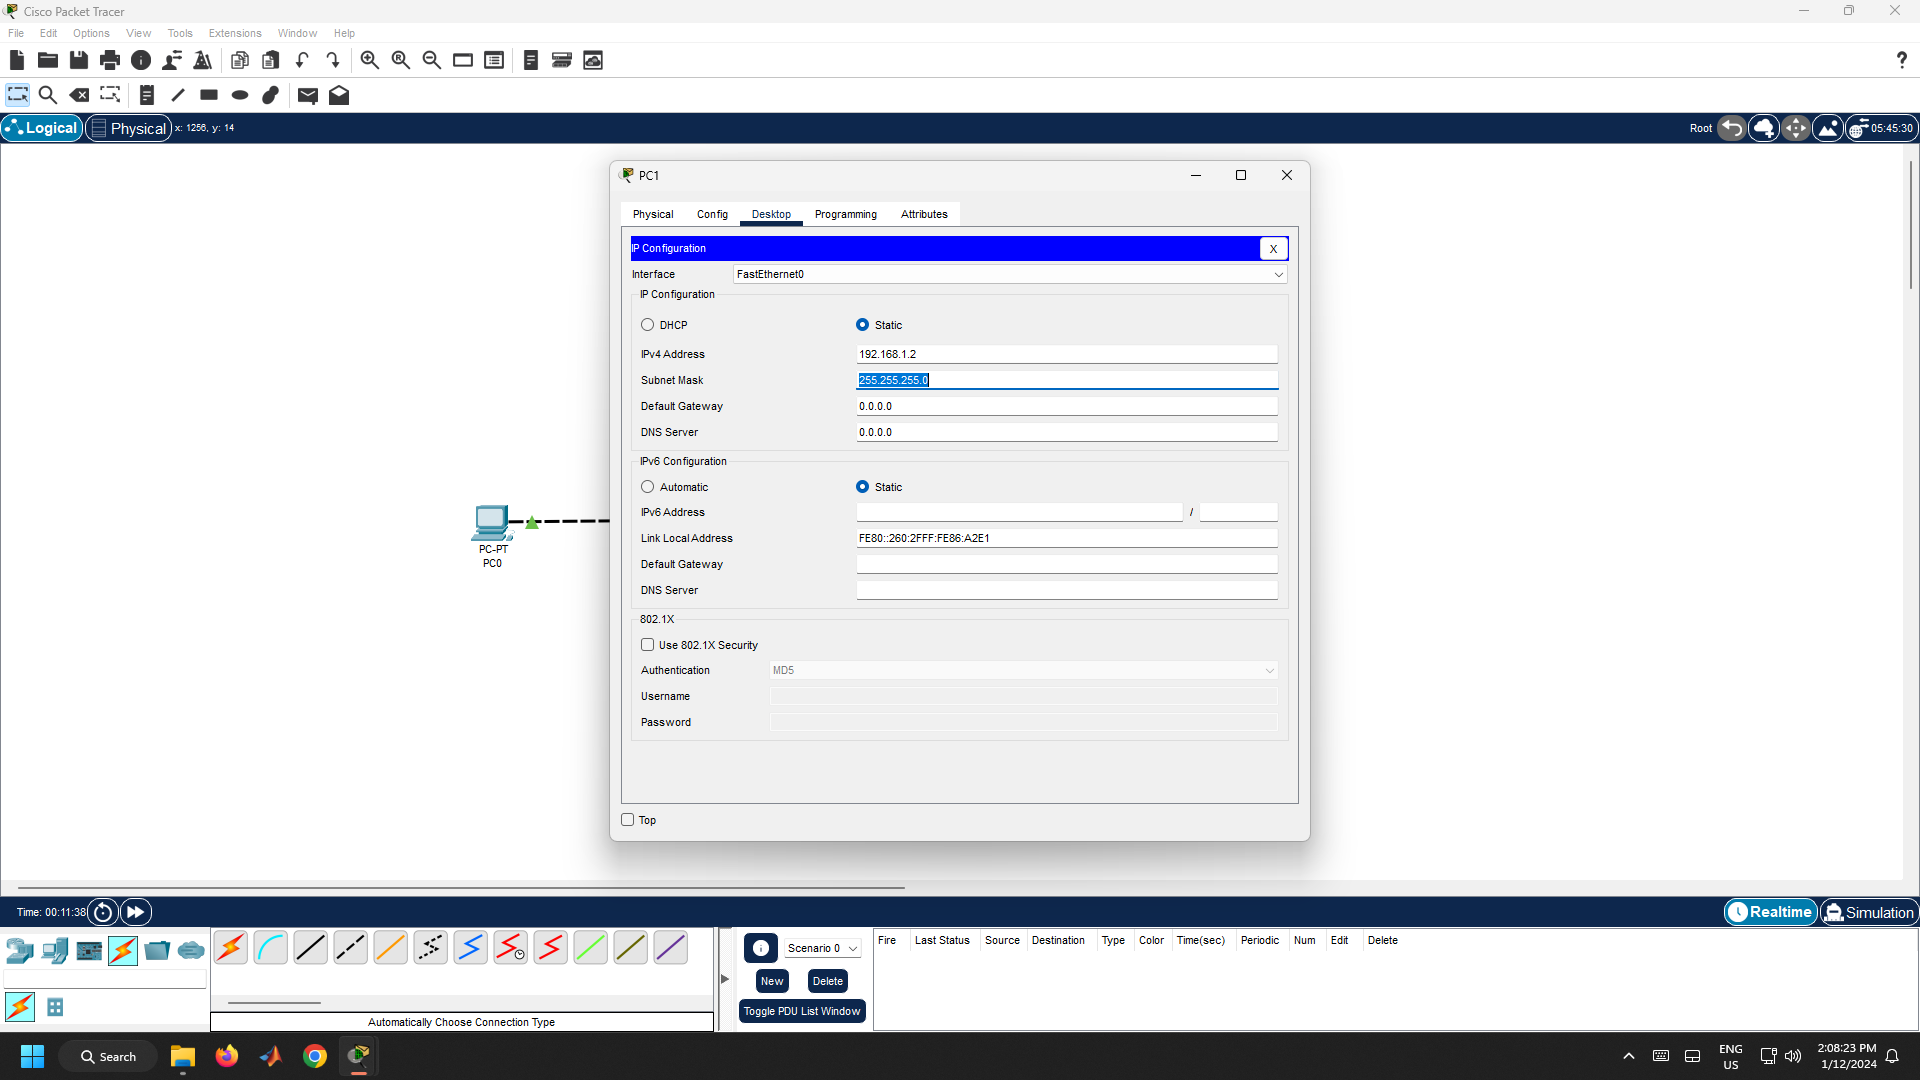 Cisco Packet Tracer
File Edit Options View Tools Extensions Window Help
?
Logical Physical x: 1256, y: 14 Root 05:45:30
PC1
Physical Config Desktop Programming Attributes
IP Configuration X
Interface FastEthernet0
IP Configuration
DHCP Static
IPv4 Address 192.168.1.2
Subnet Mask 255.255.255.0
Default Gateway 0.0.0.0
DNS Server 0.0.0.0
IPv6 Configuration
Automatic Static
IPv6 Address /
Link Local Address FE80::260:2FFF:FE86:A2E1
Default Gateway
DNS Server
802.1X
Use 802.1X Security
Authentication MD5
Username
Password
Top
PC-PT
PC0
Time: 00:11:38 Realtime Simulation
Scenario 0
New Delete
Toggle PDU List Window
Fire Last Status Source Destination Type Color Time(sec) Periodic Num Edit Delete
Automatically Choose Connection Type
Search
ENG
US
2:08:23 PM
1/12/2024